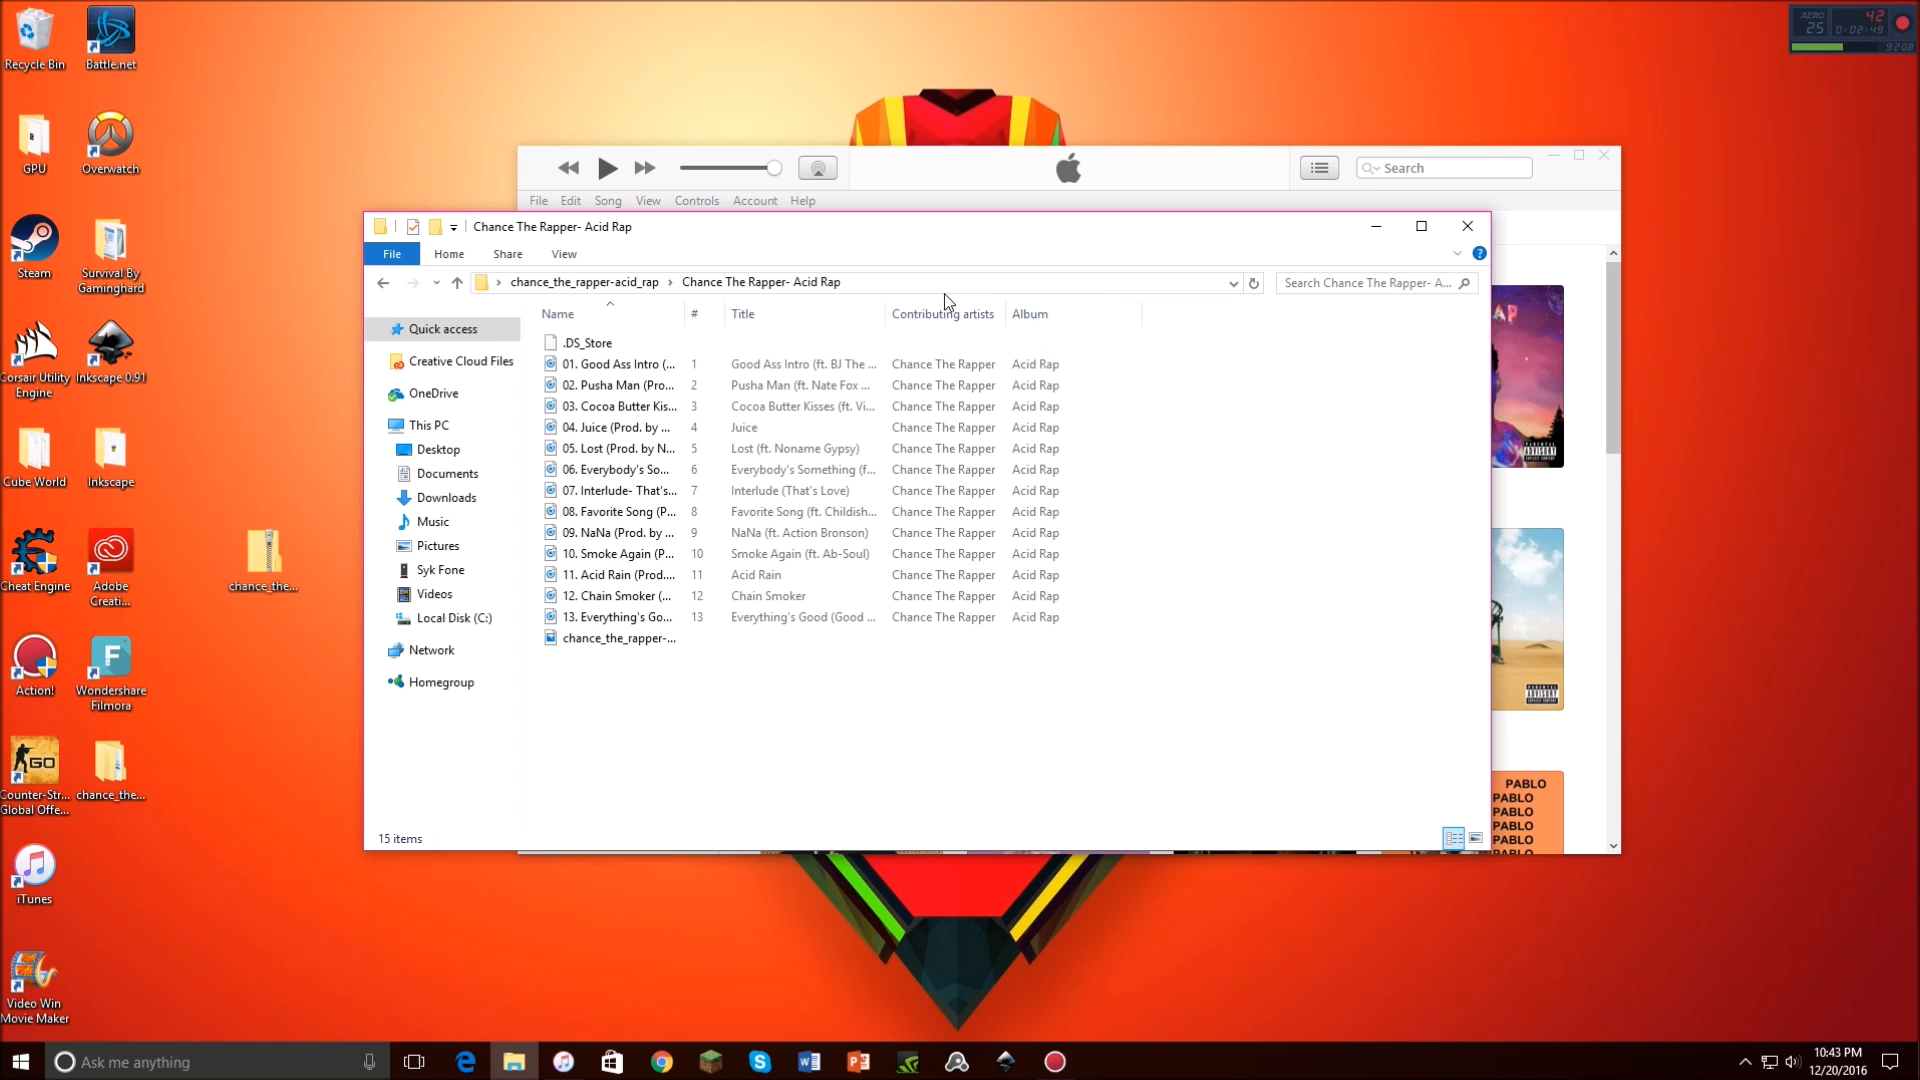 Recycle Bin
Battle.net
GPU
Overwatch
Steam
Survival By Gaminghard
Corsair Utility Engine
Inkscape 0.91
Cube World
Inkscape
Cheat Engine
Adobe Creati...
chance_the...
Action!
Wondershare Filmora
Counter-Str... Global Offe...
chance_the...
iTunes
Video Win Movie Maker
AERO 25
42
0:02:49
92GB
Search
File Edit Song View Controls Account Help
Chance The Rapper- Acid Rap
File Home Share View
chance_the_rapper-acid_rap > Chance The Rapper- Acid Rap
Search Chance The Rapper- A...
Quick access
Creative Cloud Files
OneDrive
This PC
Desktop
Documents
Downloads
Music
Pictures
Syk Fone
Videos
Local Disk (C:)
Network
Homegroup
Name # Title Contributing artists Album
.DS_Store
01. Good Ass Intro (... 1 Good Ass Intro (ft. BJ The ... Chance The Rapper Acid Rap
02. Pusha Man (Pro... 2 Pusha Man (ft. Nate Fox ... Chance The Rapper Acid Rap
03. Cocoa Butter Kis... 3 Cocoa Butter Kisses (ft. Vi... Chance The Rapper Acid Rap
04. Juice (Prod. by ... 4 Juice Chance The Rapper Acid Rap
05. Lost (Prod. by N... 5 Lost (ft. Noname Gypsy) Chance The Rapper Acid Rap
06. Everybody's So... 6 Everybody's Something (f... Chance The Rapper Acid Rap
07. Interlude- That's... 7 Interlude (That's Love) Chance The Rapper Acid Rap
08. Favorite Song (P... 8 Favorite Song (ft. Childish... Chance The Rapper Acid Rap
09. NaNa (Prod. by ... 9 NaNa (ft. Action Bronson) Chance The Rapper Acid Rap
10. Smoke Again (P... 10 Smoke Again (ft. Ab-Soul) Chance The Rapper Acid Rap
11. Acid Rain (Prod.... 11 Acid Rain Chance The Rapper Acid Rap
12. Chain Smoker (... 12 Chain Smoker Chance The Rapper Acid Rap
13. Everything's Go... 13 Everything's Good (Good ... Chance The Rapper Acid Rap
chance_the_rapper-...
15 items
AP
PABLO
PABLO
PABLO
PABLO
PABLO
PABLO
Ask me anything
10:43 PM
12/20/2016